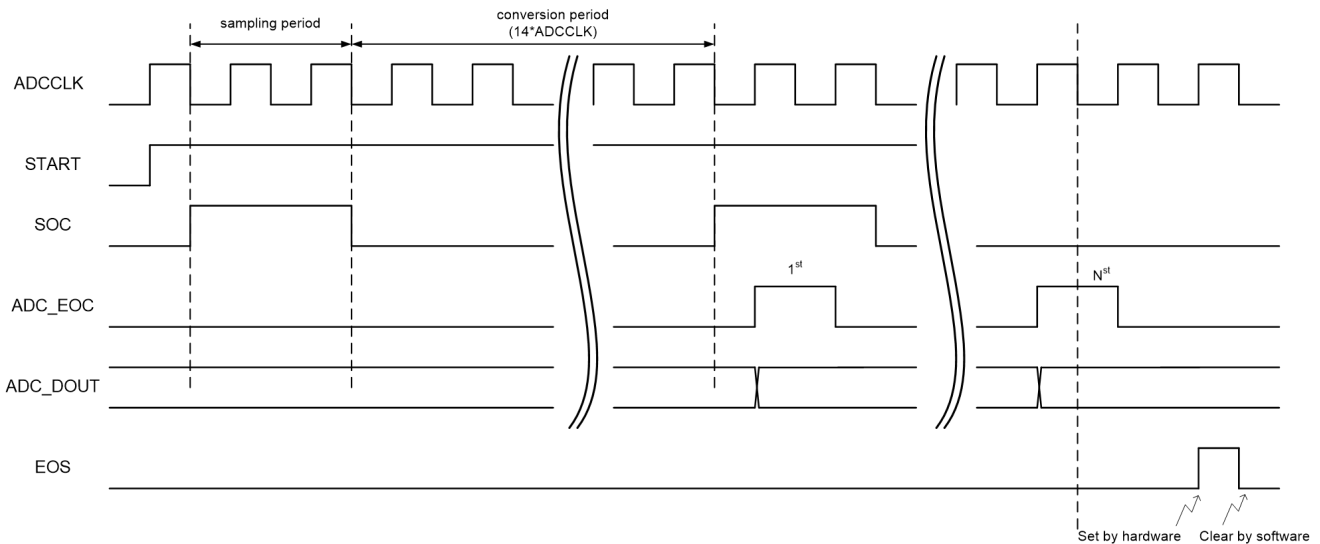 sampling period
conversion period
(14*ADCCLK)
ADCCLK
START
SOC
1st
Nst
ADC_EOC
ADC_DOUT
EOS
Set by hardware
Clear by software